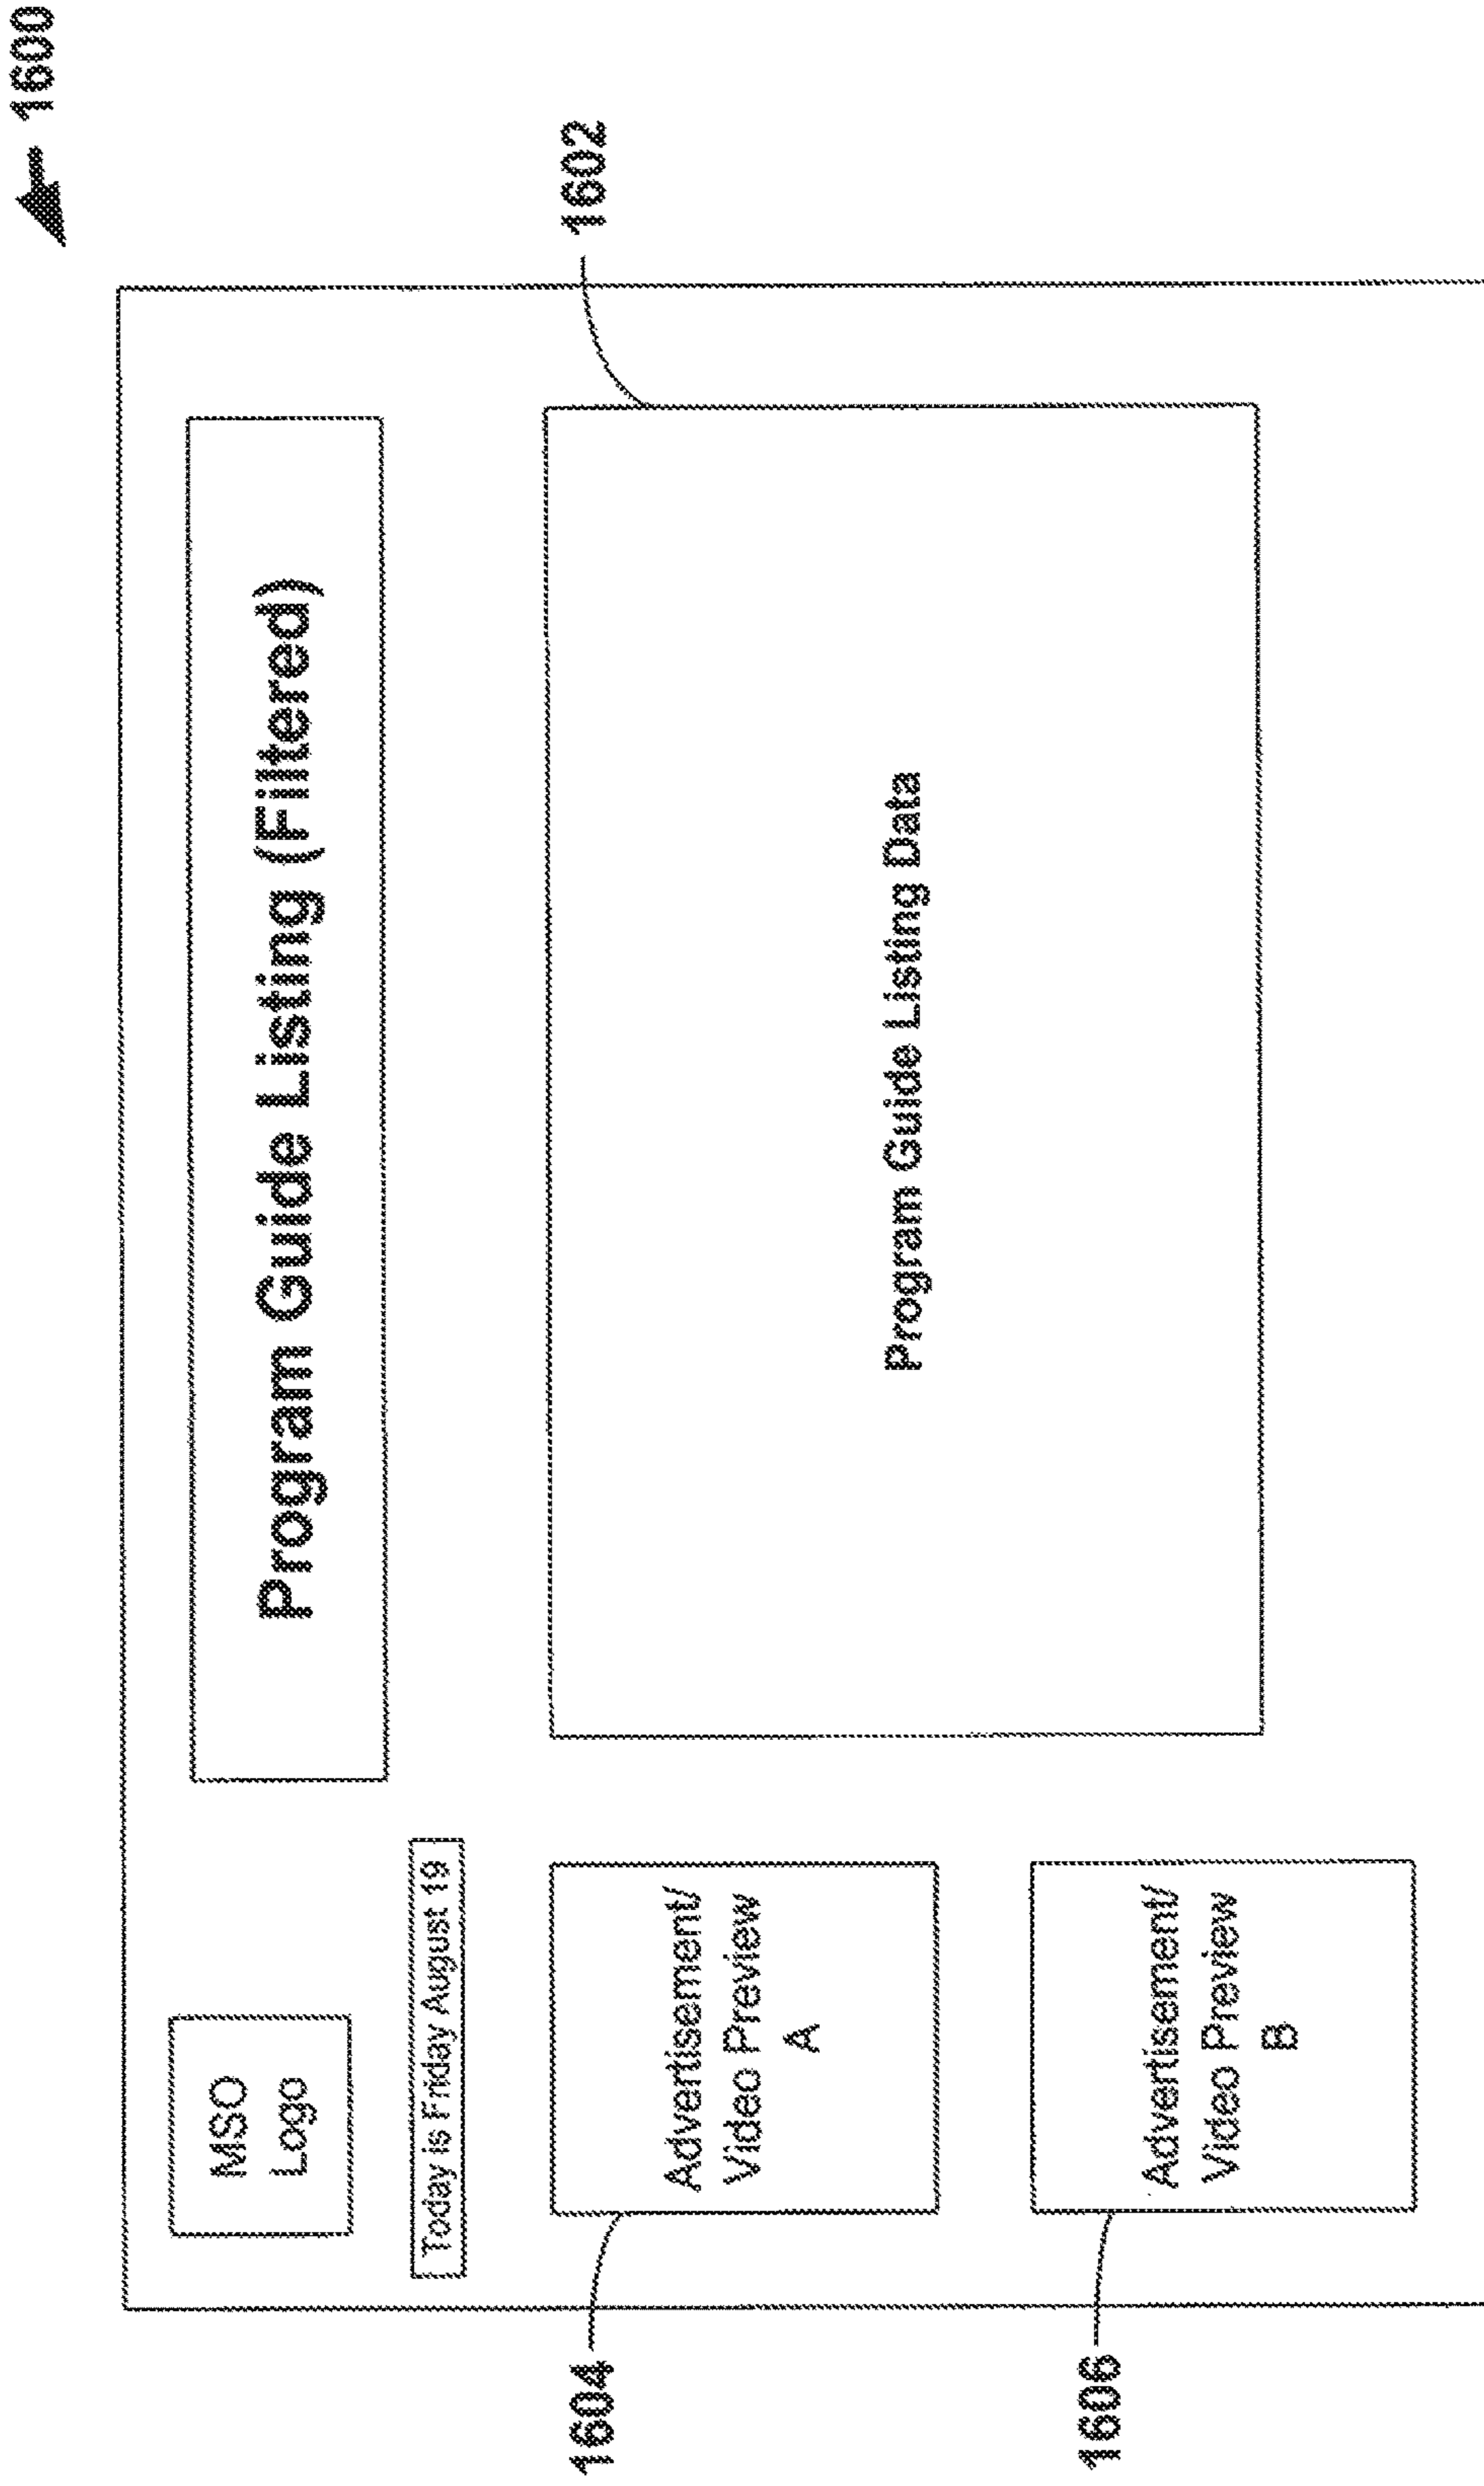 1600
MSO
Logo
Program Guide Listing (Filtered)
Today is Friday August 19
1602
1604
Advertisement/
Video Preview
A
Program Guide Listing Data
1606
Advertisement/
Video Preview
B